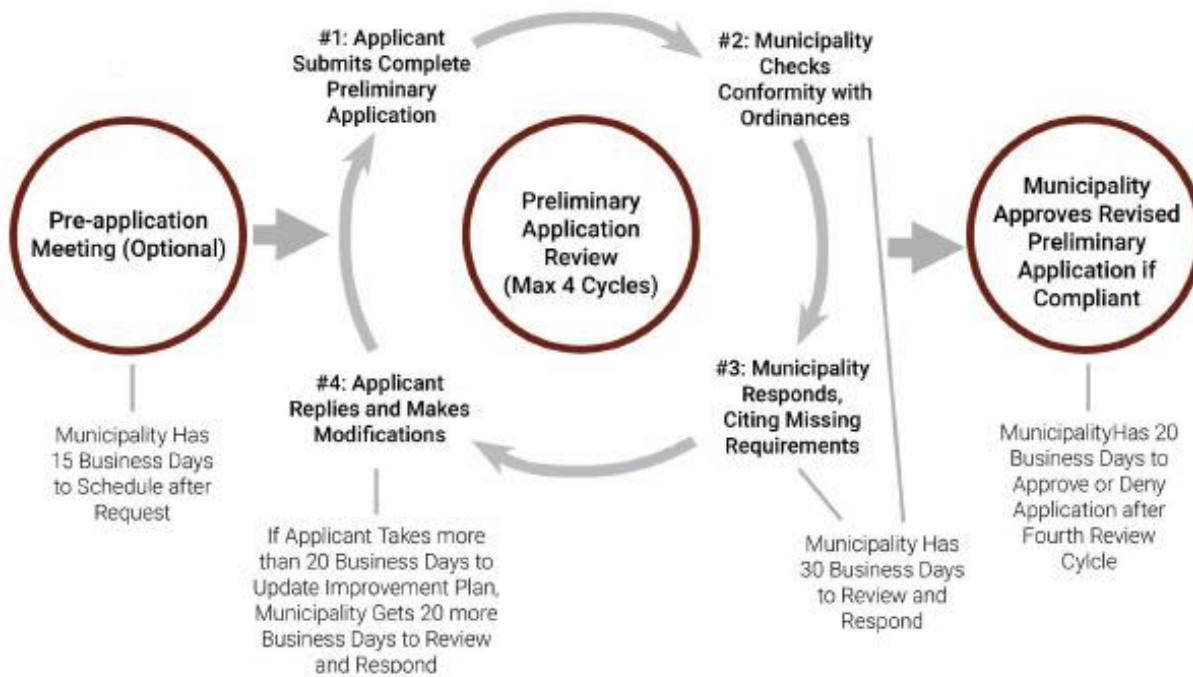 Pre-application
Meeting (Optional)
Municipality Has
15 Business Days
to Schedule after
Request
#1: Applicant
Submits Complete
Preliminary
Application
#2: Municipality
Checks
Conformity with
Ordinances
Preliminary
Application
Review
(Max 4 Cycles)
#3: Municipality
Responds,
Citing Missing
Requirements
Municipality Has
30 Business Days
to Review and
Respond
#4: Applicant
Replies and Makes
Modifications
If Applicant Takes more
than 20 Business Days to
Update Improvement Plan,
Municipality Gets 20 more
Business Days to Review
and Respond
Municipality
Approves Revised
Preliminary
Application if
Compliant
MunicipalityHas 20
Business Days to
Approve or Deny
Application after
Fourth Review
Cylcle